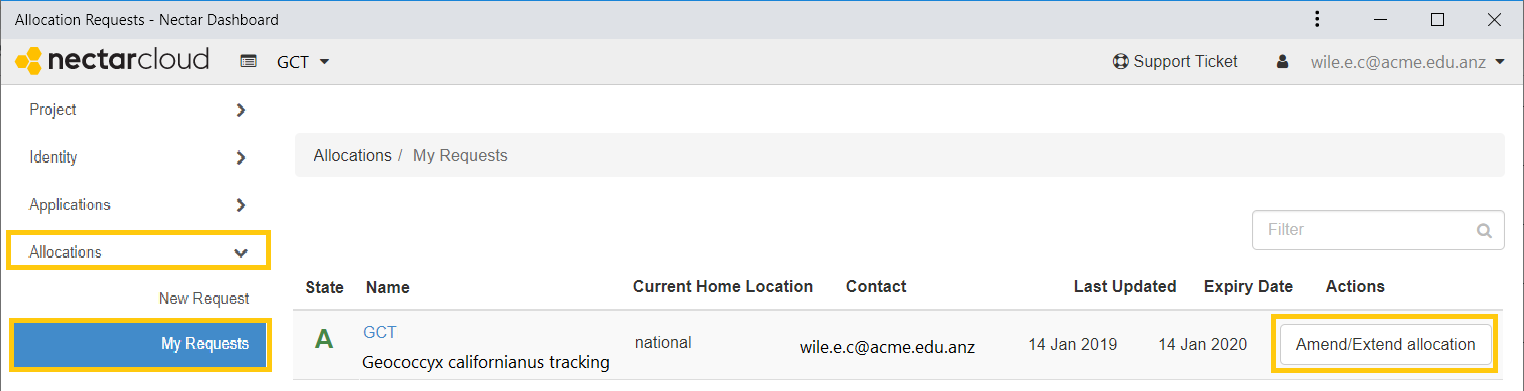 Allocation Requests - Nectar Dashboard
nectarcloud GCT Support Ticket wile.e.c@acme.edu.anz
Project
Identity
Applications
Allocations
New Request
My Requests
Allocations / My Requests
Filter
State Name Current Home Location Contact Last Updated Expiry Date Actions
A GCT national wile.e.c@acme.edu.anz 14 Jan 2019 14 Jan 2020 Amend/Extend allocation
Geococcyx californianus tracking